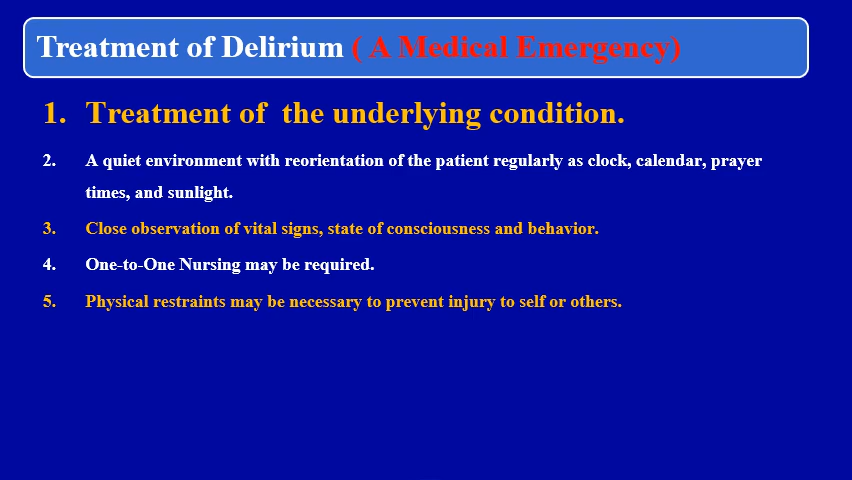 Treatment of Delirium ( A Medical Emergency)
1. Treatment of the underlying condition.
2. A quiet environment with reorientation of the patient regularly as clock, calendar, prayer
times, and sunlight.
3. Close observation of vital signs, state of consciousness and behavior.
4. One-to-One Nursing may be required.
5. Physical restraints may be necessary to prevent injury to self or others.